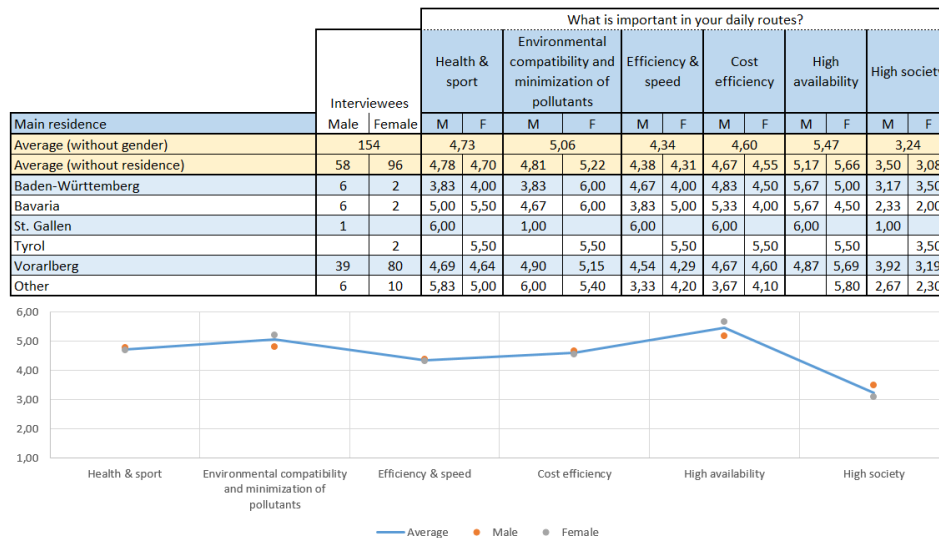 What is important in your daily routes?
Interviewees
Health & sport
Environmental compatibility and minimization of pollutants
Efficiency & speed
Cost efficiency
High availability
High society
Main residence Male Female M F M F M F M F M F M F
Average (without gender) 154 4,73 5,06 4,34 4,60 5,47 3,24
Average (without residence) 58 96 4,78 4,70 4,81 5,22 4,38 4,31 4,67 4,55 5,17 5,66 3,50 3,08
Baden-Württemberg 6 2 3,83 4,00 3,83 6,00 4,67 4,00 4,83 4,50 5,67 5,00 3,17 3,50
Bavaria 6 2 5,00 5,50 4,67 6,00 3,83 5,00 5,33 4,00 5,67 4,50 2,33 2,00
St. Gallen 1 6,00 1,00 6,00 6,00 6,00 1,00
Tyrol 2 5,50 5,50 5,50 5,50 5,50 3,50
Vorarlberg 39 80 4,69 4,64 4,90 5,15 4,54 4,29 4,67 4,60 4,87 5,69 3,92 3,19
Other 6 10 5,83 5,00 6,00 5,40 3,33 4,20 3,67 4,10 5,80 2,67 2,30
6,00
5,00
4,00
3,00
2,00
1,00
Health & sport
Environmental compatibility
and minimization of
pollutants
Efficiency & speed
Cost efficiency
High availability
High society
Average Male Female